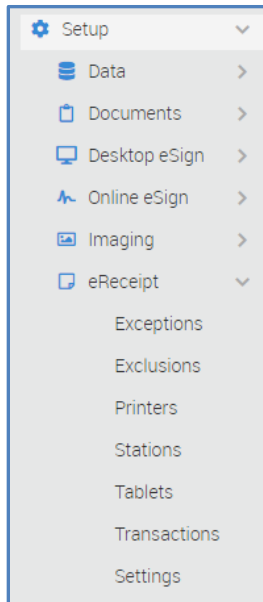 Setup
Data
Documents
Desktop eSign
Online eSign
Imaging
eReceipt
Exceptions
Exclusions
Printers
Stations
Tablets
Transactions
Settings